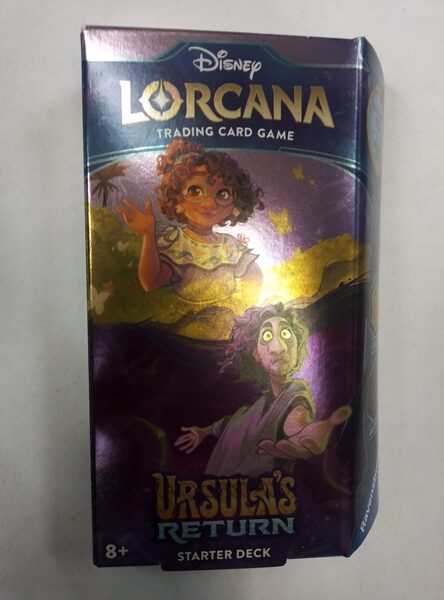 Disney
LORCANA
TRADING CARD GAME
URSULA'S
RETURN
8+
STARTER DECK